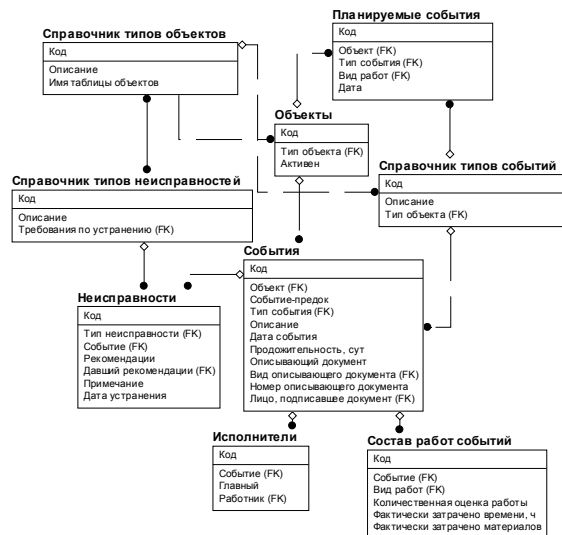 Справочник типов объектов
Код
Описание
Имя таблицы объектов
Планируемые события
Код
Объект (FK)
Тип события (FK)
Вид работ (FK)
Дата
Объекты
Код
Тип объекта (FK)
Активен
Справочник типов неисправностей
Код
Описание
Требования по устранению (FK)
Справочник типов событий
Код
Описание
Тип объекта (FK)
События
Код
Объект (FK)
Событие-предок
Тип события (FK)
Описание
Дата события
Продожительность, сут
Описывающий документ
Вид описывающего документа (FK)
Номер описывающего документа
Лицо, подписавшее документ (FK)
Неисправности
Код
Тип неисправности (FK)
Событие (FK)
Рекомендации
Давший рекомендации (FK)
Примечание
Дата устранения
Исполнители
Код
Событие (FK)
Главный
Работник (FK)
Состав работ событий
Код
Событие (FK)
Вид работ (FK)
Количественная оценка работы
Фактически затрачено времени, ч
Фактически затрачено материалов